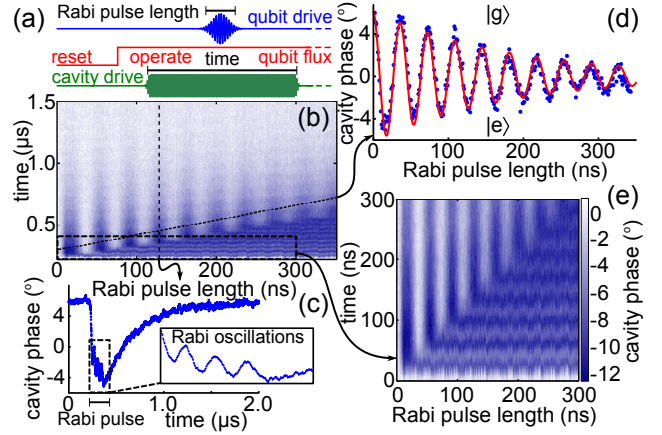 (a)
Rabi pulse length
qubit drive
reset
operate
time
qubit flux
cavity drive
(b)
time (μs)
1.5
1.0
0.5
0
100
200
300
Rabi pulse length (ns)
(c)
cavity phase (°)
4
0
-4
Rabi oscillations
Rabi pulse
1.0
2.0
time (μs)
(d)
cavity phase (°)
4
0
-4
|g⟩
|e⟩
0
100
200
300
Rabi pulse length (ns)
(e)
time (ns)
300
200
100
0
0
100
200
300
Rabi pulse length (ns)
0
-2
-4
-6
-8
-10
-12
cavity phase (°)